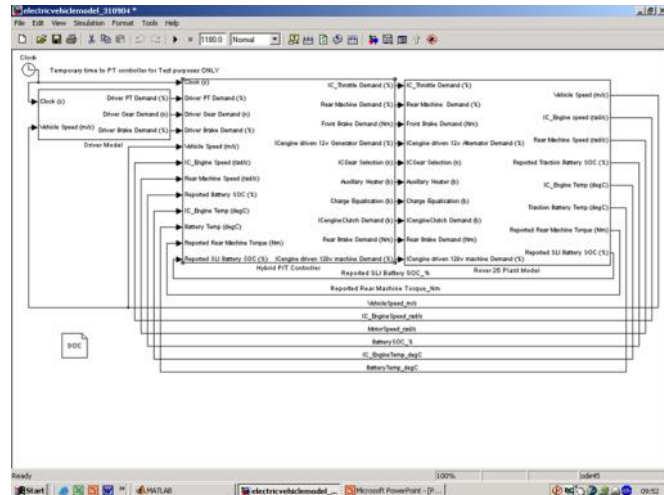 electricvehiclemodel_310904 *
File Edit View Simulation Format Tools Help
1180.0 Normal
Clock
Temporary time to PT controller for Test purposes ONLY
Clock (z)
Vehicle Speed (m/s)
Driver PT Demand (%)
Driver Gear Demand (n)
Driver Brake Demand (%)
Driver Model
Clock (z)
Driver PT Demand (%)
Driver Gear Demand (n)
Driver Brake Demand (%)
Vehicle Speed (m/s)
IC_Engine Speed (rad/s)
Rear Machine Speed (rad/s)
Reported Battery SOC (%)
IC_Engine Temp (degC)
Battery Temp (degC)
Reported Rear Machine Torque (Nm)
Reported SLI Battery SOC (%)
IC_Throttle Demand (%)
Rear Machine Demand (%)
Front Brake Demand (Nm)
ICengine driven 12v Generator Demand (%)
ICGear Selection (n)
Auxiliary Heater (b)
Charge Equalisation (b)
ICengineClutch Demand (b)
Rear Brake Demand (Nm)
ICengine driven 120v machine Demand (%)
Hybrid P/T Controller
IC_Throttle Demand (%)
Rear Machine Demand (%)
Front Brake Demand (Nm)
ICengine driven 12v Alternator Demand (%)
ICGear Selection (n)
Auxillary Heater (b)
Charge Equalisation (b)
ICengineClutch Demand (b)
Rear Brake Demand (Nm)
ICengine driven 120v machine Demand (%)
Vehicle Speed (m/s)
IC_Engine speed (rad/s)
Rear Machine speed (rad/s)
Reported Traction Battery SOC (%)
IC_Engine Temp (degC)
Traction Battery Temp (degC)
Reported Rear Machine Torque (Nm)
Reported SLI Battery SOC (%)
Rover 25 Plant Model
Reported SLI Battery SOC_%
Reported Rear Machine Torque_Nm
VehicleSpeed_m/s
IC_EngineSpeed_rad/s
MotorSpeed_rad/s
BatterySOC_%
IC_EngineTemp_degC
BatteryTemp_degC
DOC
Ready 100% ode45
Start MATLAB electricvehiclemodel_... Microsoft PowerPoint - [P... 09:52